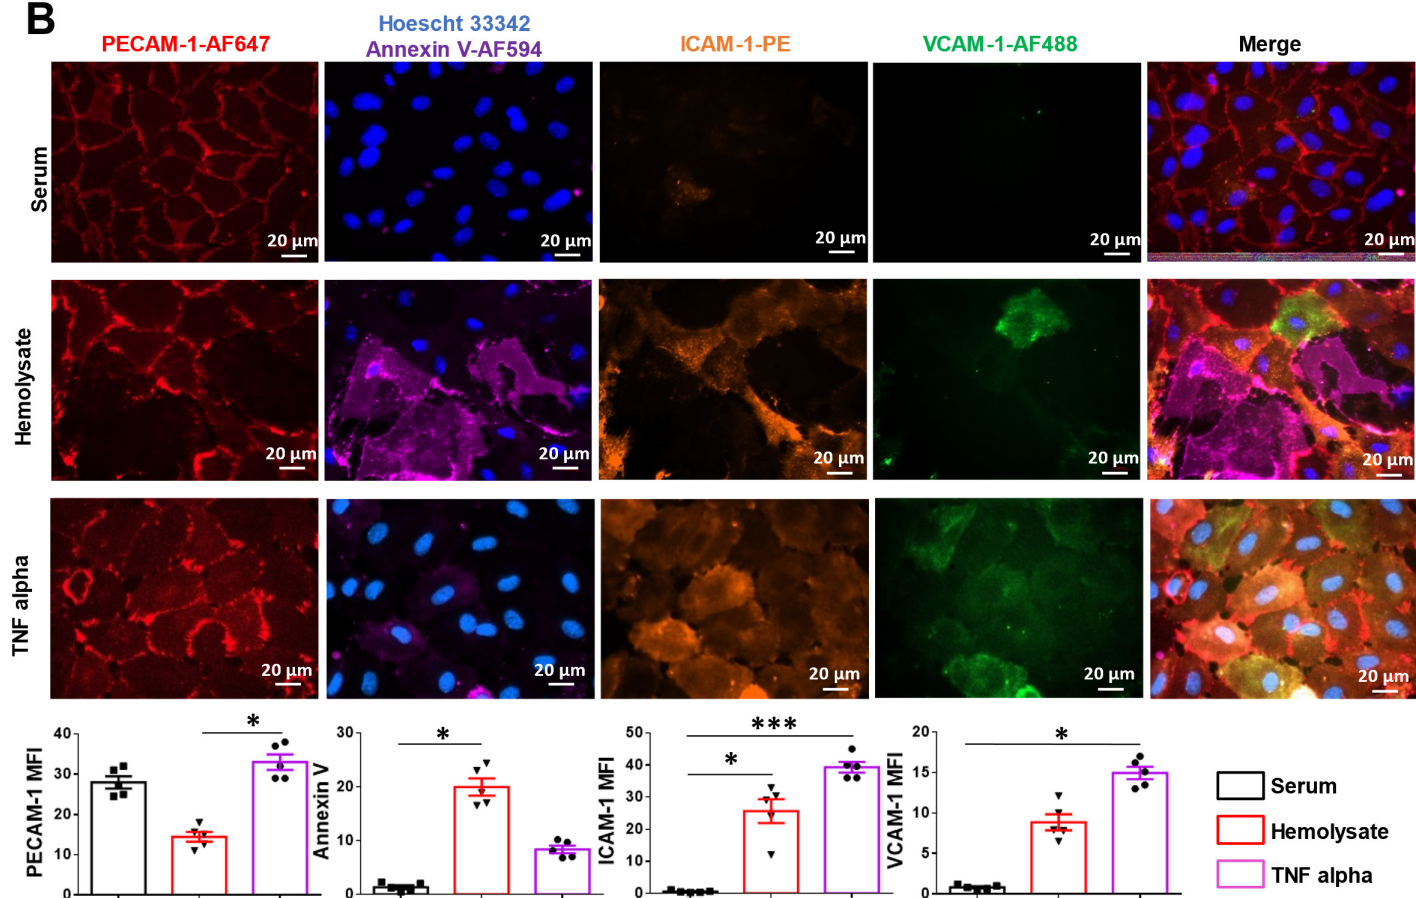 B
PECAM-1-AF647
Hoescht 33342
Annexin V-AF594
ICAM-1-PE
VCAM-1-AF488
Merge
Serum
20 µm
20 µm
20 µm
20 µm
20 µm
Hemolysate
20 µm
20 µm
20 µm
20 µm
20 µm
TNF alpha
20 µm
20 µm
20 µm
20 µm
20 µm
PECAM-1 MFI
40
30
20
10
0
*
Annexin V
30
20
10
0
*
ICAM-1 MFI
50
40
30
20
10
0
***
*
VCAM-1 MFI
20
15
10
5
0
*
Serum
Hemolysate
TNF alpha